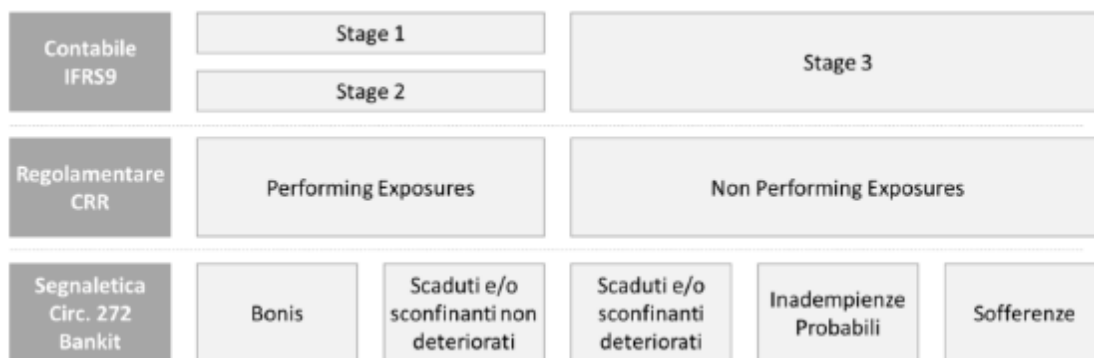 Contabile
IFRS9
Stage 1
Stage 2
Stage 3
Regolamentare
CRR
Performing Exposures
Non Performing Exposures
Segnaletica
Circ. 272
Bankit
Bonis
Scaduti e/o
sconfinanti non
deteriorati
Scaduti e/o
sconfinanti
deteriorati
Inadempienze
Probabili
Sofferenze